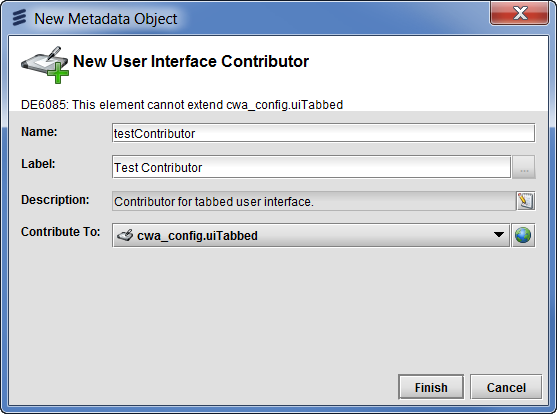 New Metadata Object
New User Interface Contributor
DE6085: This element cannot extend cwa_config.uiTabbed
Name: testContributor
Label: Test Contributor ...
Description: Contributor for tabbed user interface.
Contribute To: cwa_config.uiTabbed
Finish Cancel